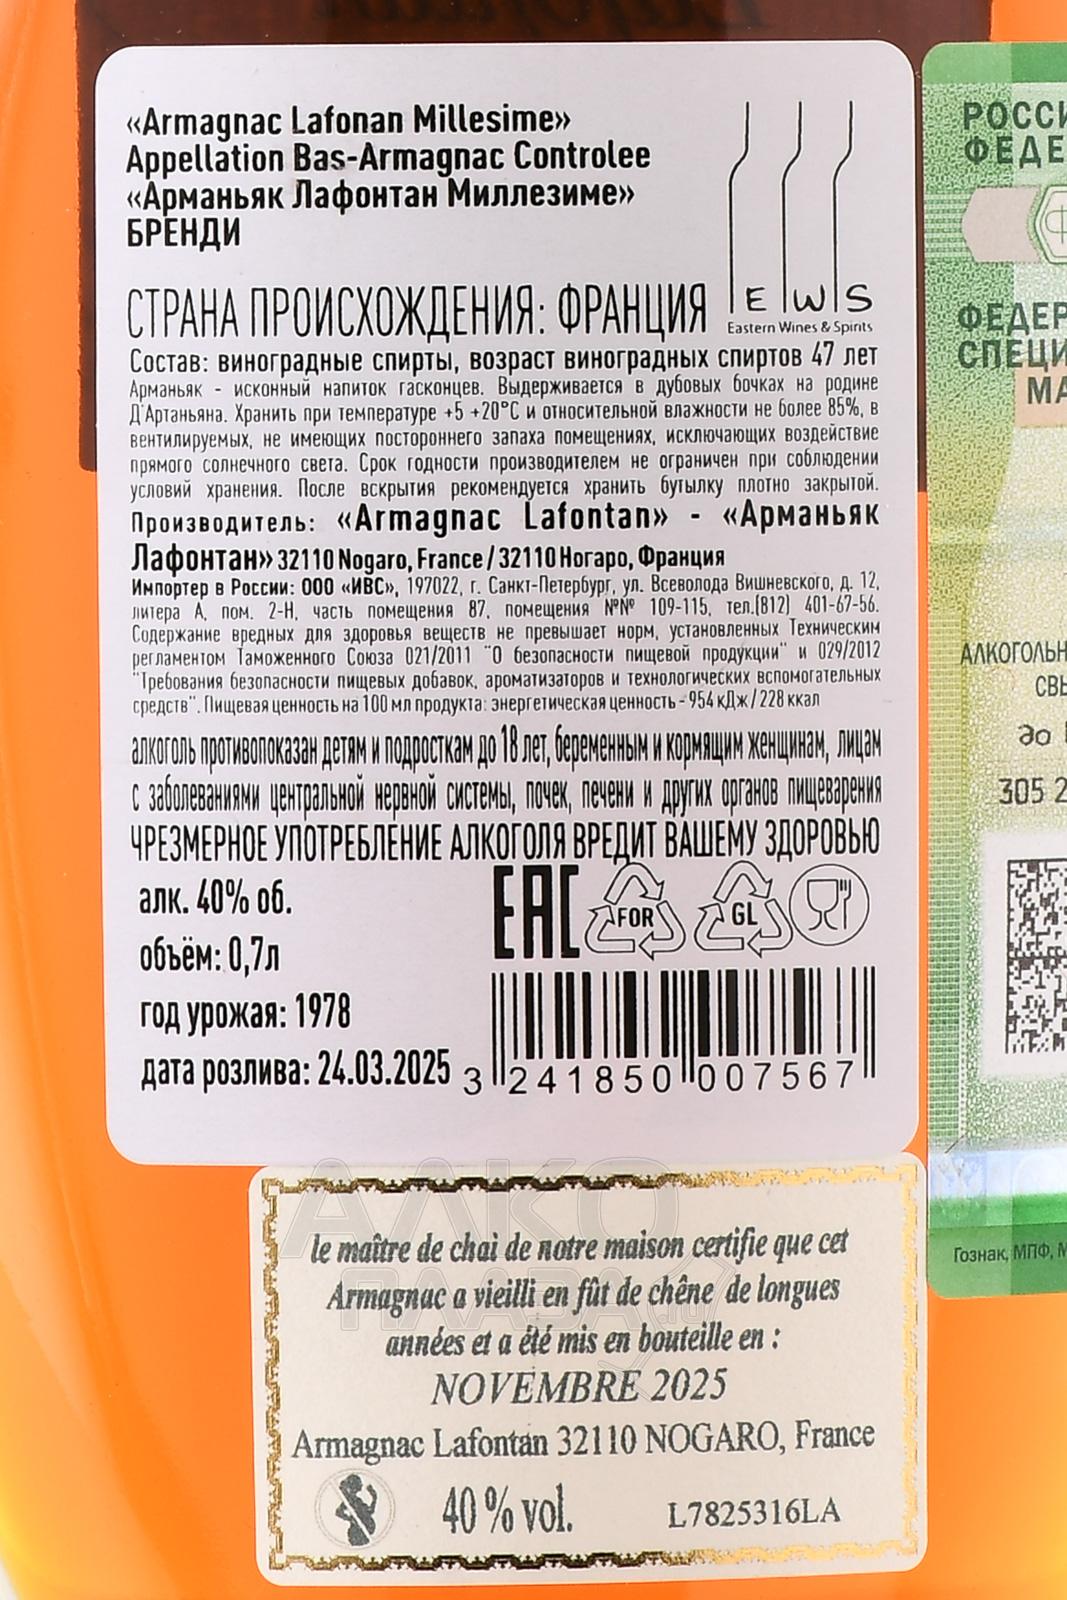 «Armagnac Lafonan Millesime»
Appellation Bas-Armagnac Controlee
«Арманьяк Лафонтан Миллезиме»
БРЕНДИ
E W S
Eastern Wines & Spirits
СТРАНА ПРОИСХОЖДЕНИЯ: ФРАНЦИЯ
Состав: виноградные спирты, возраст виноградных спиртов 47 лет
Арманьяк - исконный напиток гасконцев. Выдерживается в дубовых бочках на родине
Д'Артаньяна. Хранить при температуре +5 +20°С и относительной влажности не более 85%, в
вентилируемых, не имеющих постороннего запаха помещениях, исключающих воздействие
прямого солнечного света. Срок годности производителем не ограничен при соблюдении
условий хранения. После вскрытия рекомендуется хранить бутылку плотно закрытой.
Производитель: «Armagnac Lafontan» - «Арманьяк
Лафонтан» 32110 Nogaro, France / 32110 Ногаро, Франция
Импортер в России: ООО «ИВС», 197022, г. Санкт-Петербург, ул. Всеволода Вишневского, д. 12,
литера А, пом. 2-Н, часть помещения 87, помещения №№ 109-115, тел.(812) 401-67-56.
Содержание вредных для здоровья веществ не превышает норм, установленных Техническим
регламентом Таможенного Союза 021/2011 "О безопасности пищевой продукции" и 029/2012
"Требования безопасности пищевых добавок, ароматизаторов и технологических вспомогательных
средств". Пищевая ценность на 100 мл продукта: энергетическая ценность - 954 кДж / 228 ккал
алкоголь противопоказан детям и подросткам до 18 лет, беременным и кормящим женщинам, лицам
с заболеваниями центральной нервной системы, почек, печени и других органов пищеварения
ЧРЕЗМЕРНОЕ УПОТРЕБЛЕНИЕ АЛКОГОЛЯ ВРЕДИТ ВАШЕМУ ЗДОРОВЬЮ
алк. 40% об.
EAC FOR GL
объём: 0,7л
год урожая: 1978
дата розлива: 24.03.2025
3 241850 007567
le maître de chai de notre maison certifie que cet
Armagnac a vieilli en fût de chêne de longues
années et a été mis en bouteille en :
NOVEMBRE 2025
Armagnac Lafontan 32110 NOGARO, France
40 % vol.
L7825316LA
АЛКО
ПЛАЗА.ru
РОССИ
ФЕДЕ
ФЕДЕР
СПЕЦИ
МА
АЛКОГОЛЬН
СВЫ
до
305 2
Гознак, МПФ, М